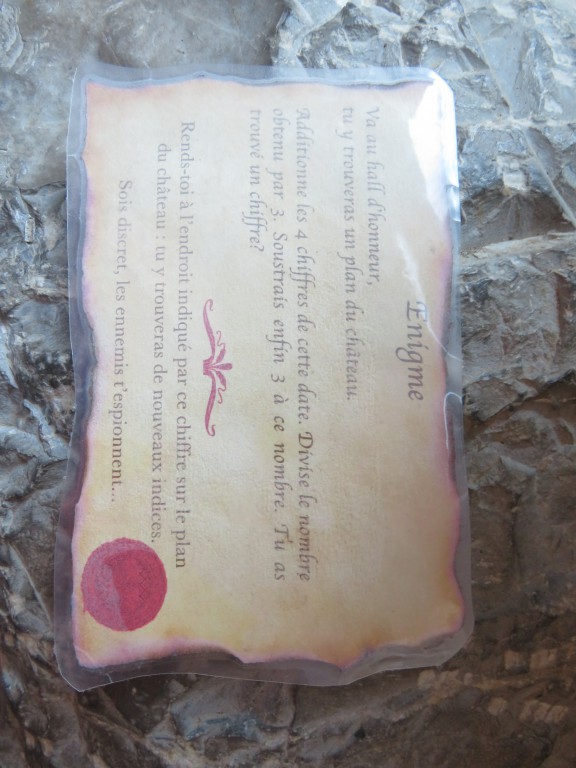 Enigme
Va au hall d'honneur,
tu y trouveras un plan du château.
Additionne les 4 chiffres de cette date. Divise le nombre
obtenu par 3. Soustrais enfin 3 à ce nombre. Tu as
trouvé un chiffre?
Rends-toi à l'endroit indiqué par ce chiffre sur le plan
du château : tu y trouveras de nouveaux indices.
Sois discret, les ennemis t'espionnent...